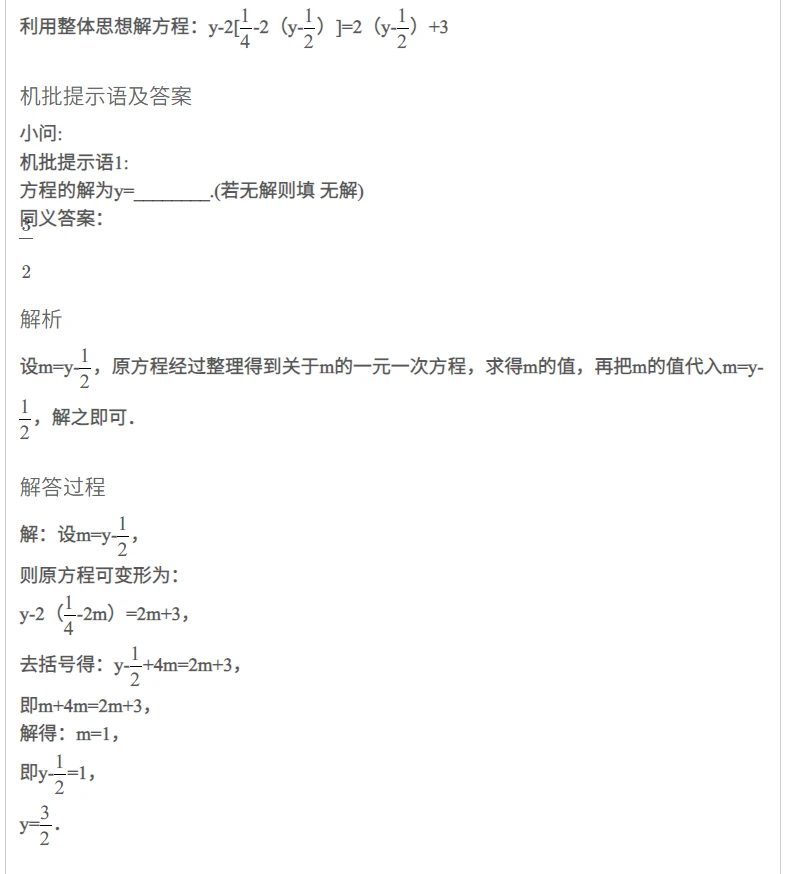 利用整体思想解方程：y-2[1/4-2（y-1/2）]=2（y-1/2）+3
机批提示语及答案
小问:
机批提示语1:
方程的解为y=________.(若无解则填 无解)
同义答案：
3/2
解析
设m=y-1/2，原方程经过整理得到关于m的一元一次方程，求得m的值，再把m的值代入m=y-
1/2，解之即可．
解答过程
解：设m=y-1/2，
则原方程可变形为：
y-2（1/4-2m）=2m+3，
去括号得：y-1/2+4m=2m+3，
即m+4m=2m+3，
解得：m=1，
即y-1/2=1，
y=3/2．